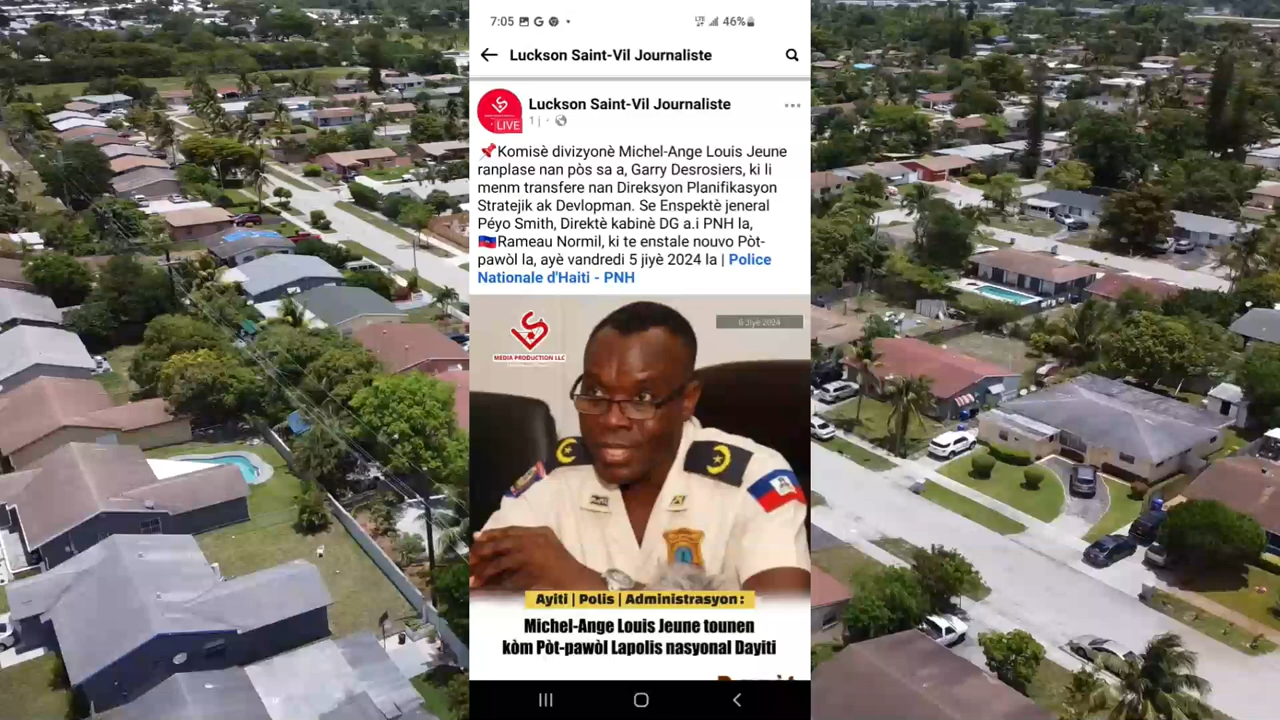 7:05
LTE
46%
Luckson Saint-Vil Journaliste
LIVE
Luckson Saint-Vil Journaliste
1 j
Komisè divizyonè Michel-Ange Louis Jeune
ranplase nan pòs sa a, Garry Desrosiers, ki li
menm transfere nan Direksyon Planifikasyon
Stratejik ak Devlopman. Se Enspektè jeneral
Péyo Smith, Direktè kabinè DG a.i PNH la,
Rameau Normil, ki te enstale nouvo Pòt-
pawòl la, ayè vandredi 5 jiyè 2024 la | Police
Nationale d'Haiti - PNH
6 Jiyè 2024
MEDIA PRODUCTION LLC
Ayiti | Polis | Administrasyon :
Michel-Ange Louis Jeune tounen
kòm Pòt-pawòl Lapolis nasyonal Dayiti